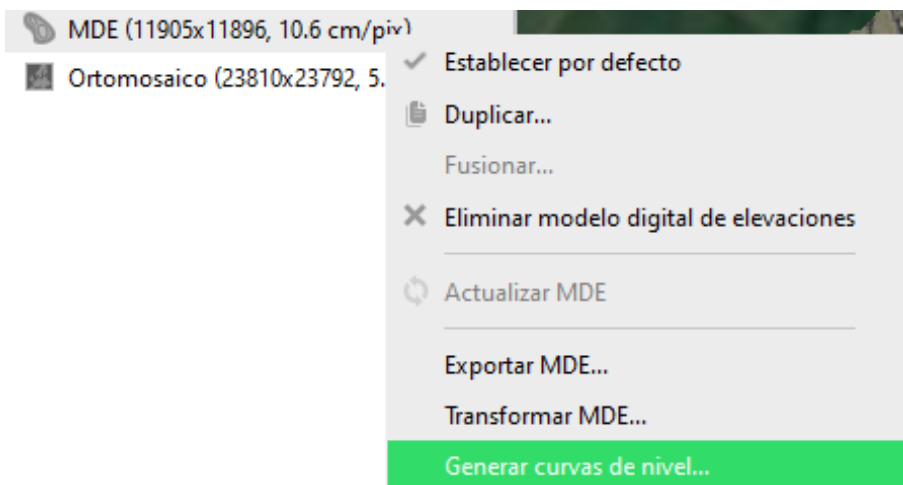 MDE (11905x11896, 10.6 cm/pix)
Ortomosaico (23810x23792, 5.
Establecer por defecto
Duplicar...
Fusionar...
Eliminar modelo digital de elevaciones
Actualizar MDE
Exportar MDE...
Transformar MDE...
Generar curvas de nivel...